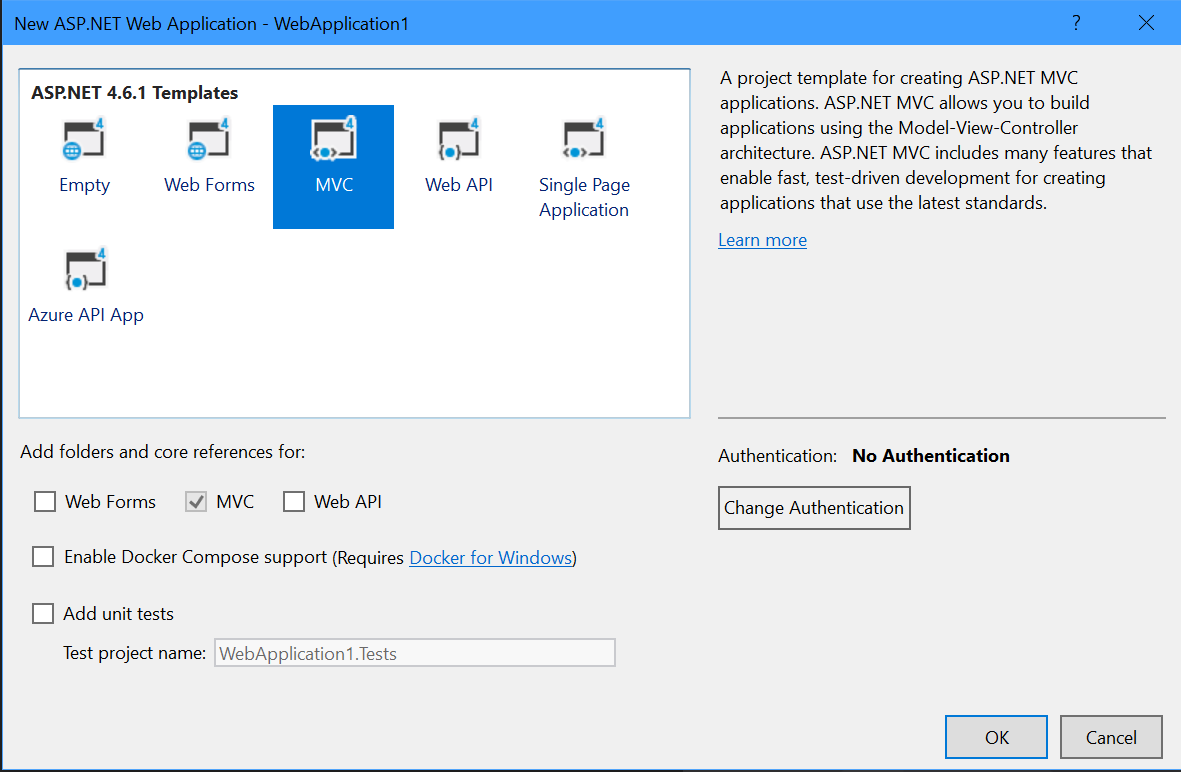 New ASP.NET Web Application - WebApplication1
?
ASP.NET 4.6.1 Templates
4 4 4 4 4
Empty Web Forms MVC Web API Single Page
Application
4
Azure API App
A project template for creating ASP.NET MVC
applications. ASP.NET MVC allows you to build
applications using the Model-View-Controller
architecture. ASP.NET MVC includes many features that
enable fast, test-driven development for creating
applications that use the latest standards.
Learn more
Add folders and core references for:
Web Forms MVC Web API
Enable Docker Compose support (Requires Docker for Windows)
Add unit tests
Test project name: WebApplication1.Tests
Authentication: No Authentication
Change Authentication
OK Cancel